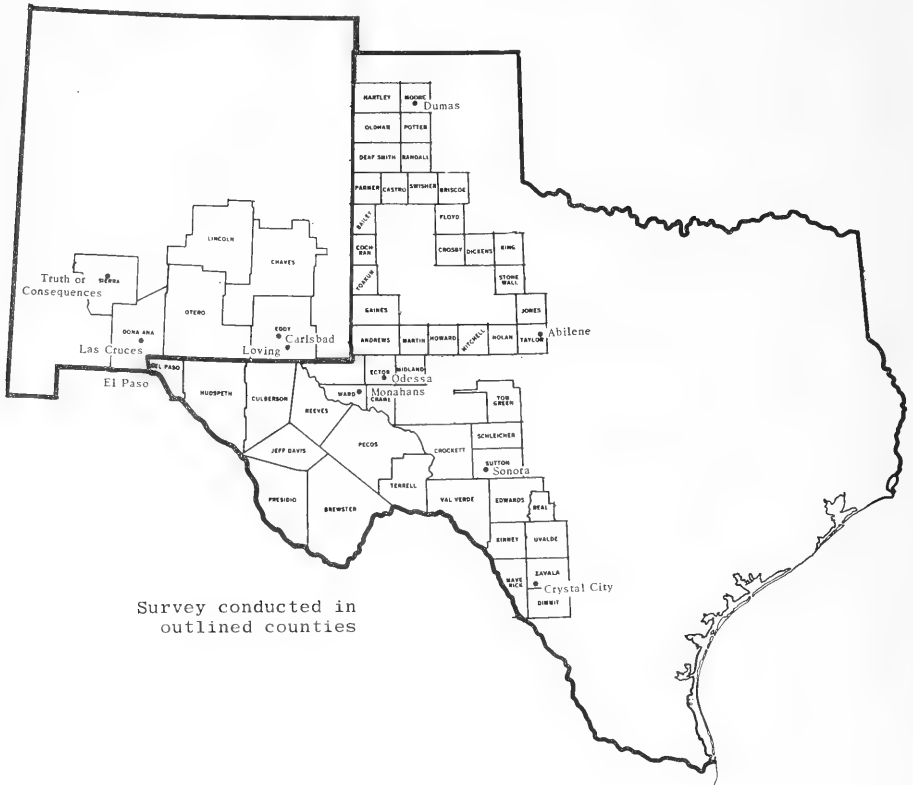 HARTLEY MOORE
Dumas
OLDHAM POTTER
DEAF SMITH RANDALL
PARMER CASTRO SWISHER BRISCOE
BAILEY FLOYD
COCH
RAN
CROSBY DICKENS KING
YOAKUM STONE
WALL
GAINES JONES
ANDREWS MARTIN HOWARD MITCHELL NOLAN TAYLOR
Abilene
LINCOLN
CHAVES
Truth or
Consequences
SIERRA
OTERO
DONA ANA
EDDY
Carlsbad
Las Cruces
Loving
EL PASO
El Paso
HUDSPETH
CULBERSON
REEVES
ECTOR MIDLAND
Odessa
WARD CRANE
Monahans
TOM
GREEN
PECOS
JEFF DAVIS
CROCKETT
SCHLEICHER
SUTTON
Sonora
TERRELL
PRESIDIO
BREWSTER
VAL VERDE
EDWARDS
REAL
KINNEY UVALDE
MAVE
RICK
ZAVALA
Crystal City
DIMMIT
Survey conducted in
outlined counties